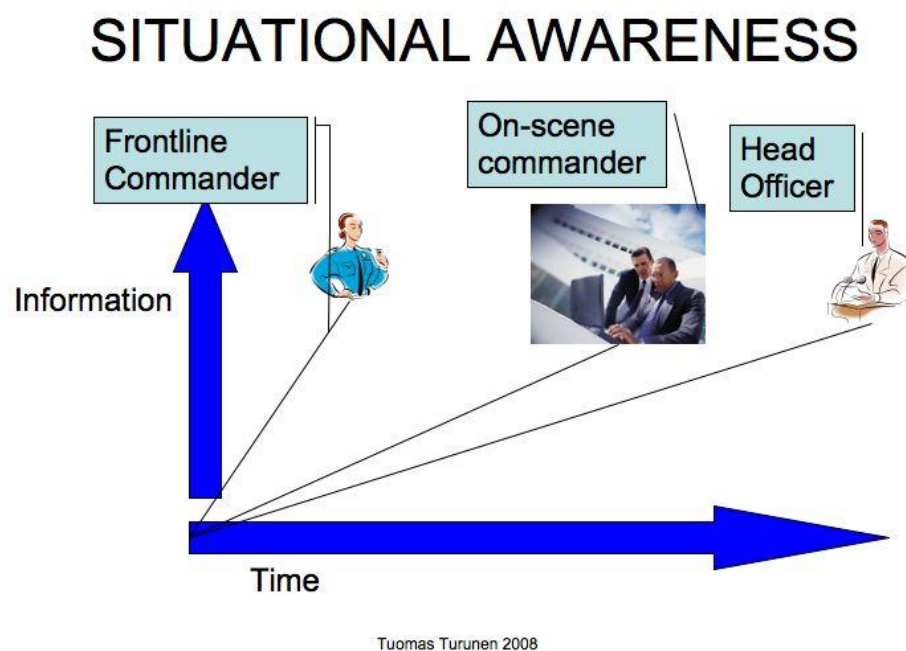 SITUATIONAL AWARENESS
Frontline
Commander
On-scene
commander
Head
Officer
Information
Time
Tuomas Turunen 2008